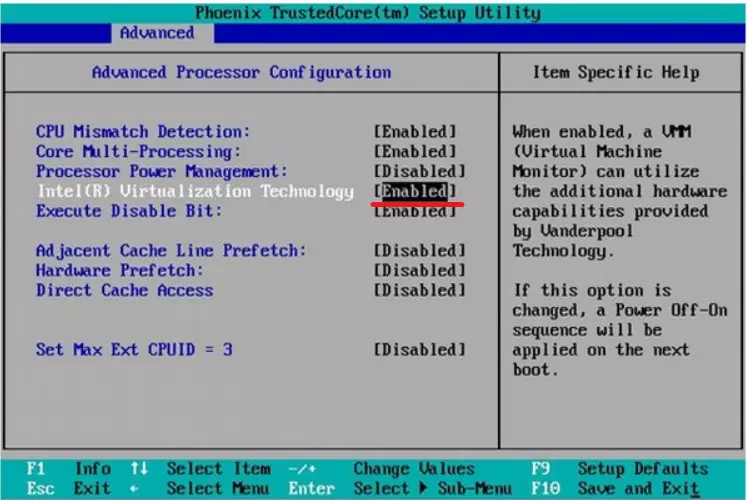 Phoenix TrustedCore(tm) Setup Utility
Advanced
Advanced Processor Configuration
Item Specific Help
CPU Mismatch Detection: [Enabled]
Core Multi-Processing: [Enabled]
Processor Power Management: [Disabled]
Intel(R) Virtualization Technology [Enabled]
Execute Disable Bit: [Enabled]
Adjacent Cache Line Prefetch: [Disabled]
Hardware Prefetch: [Disabled]
Direct Cache Access [Disabled]
Set Max Ext CPUID = 3 [Disabled]
When enabled, a VMM
(Virtual Machine
Monitor) can utilize
the additional hardware
capabilities provided
by Vanderpool
Technology.
If this option is
changed, a Power Off-On
sequence will be
applied on the next
boot.
F1 Info ↑↓ Select Item -/+ Change Values F9 Setup Defaults
Esc Exit ← Select Menu Enter Select ▶ Sub-Menu F10 Save and Exit